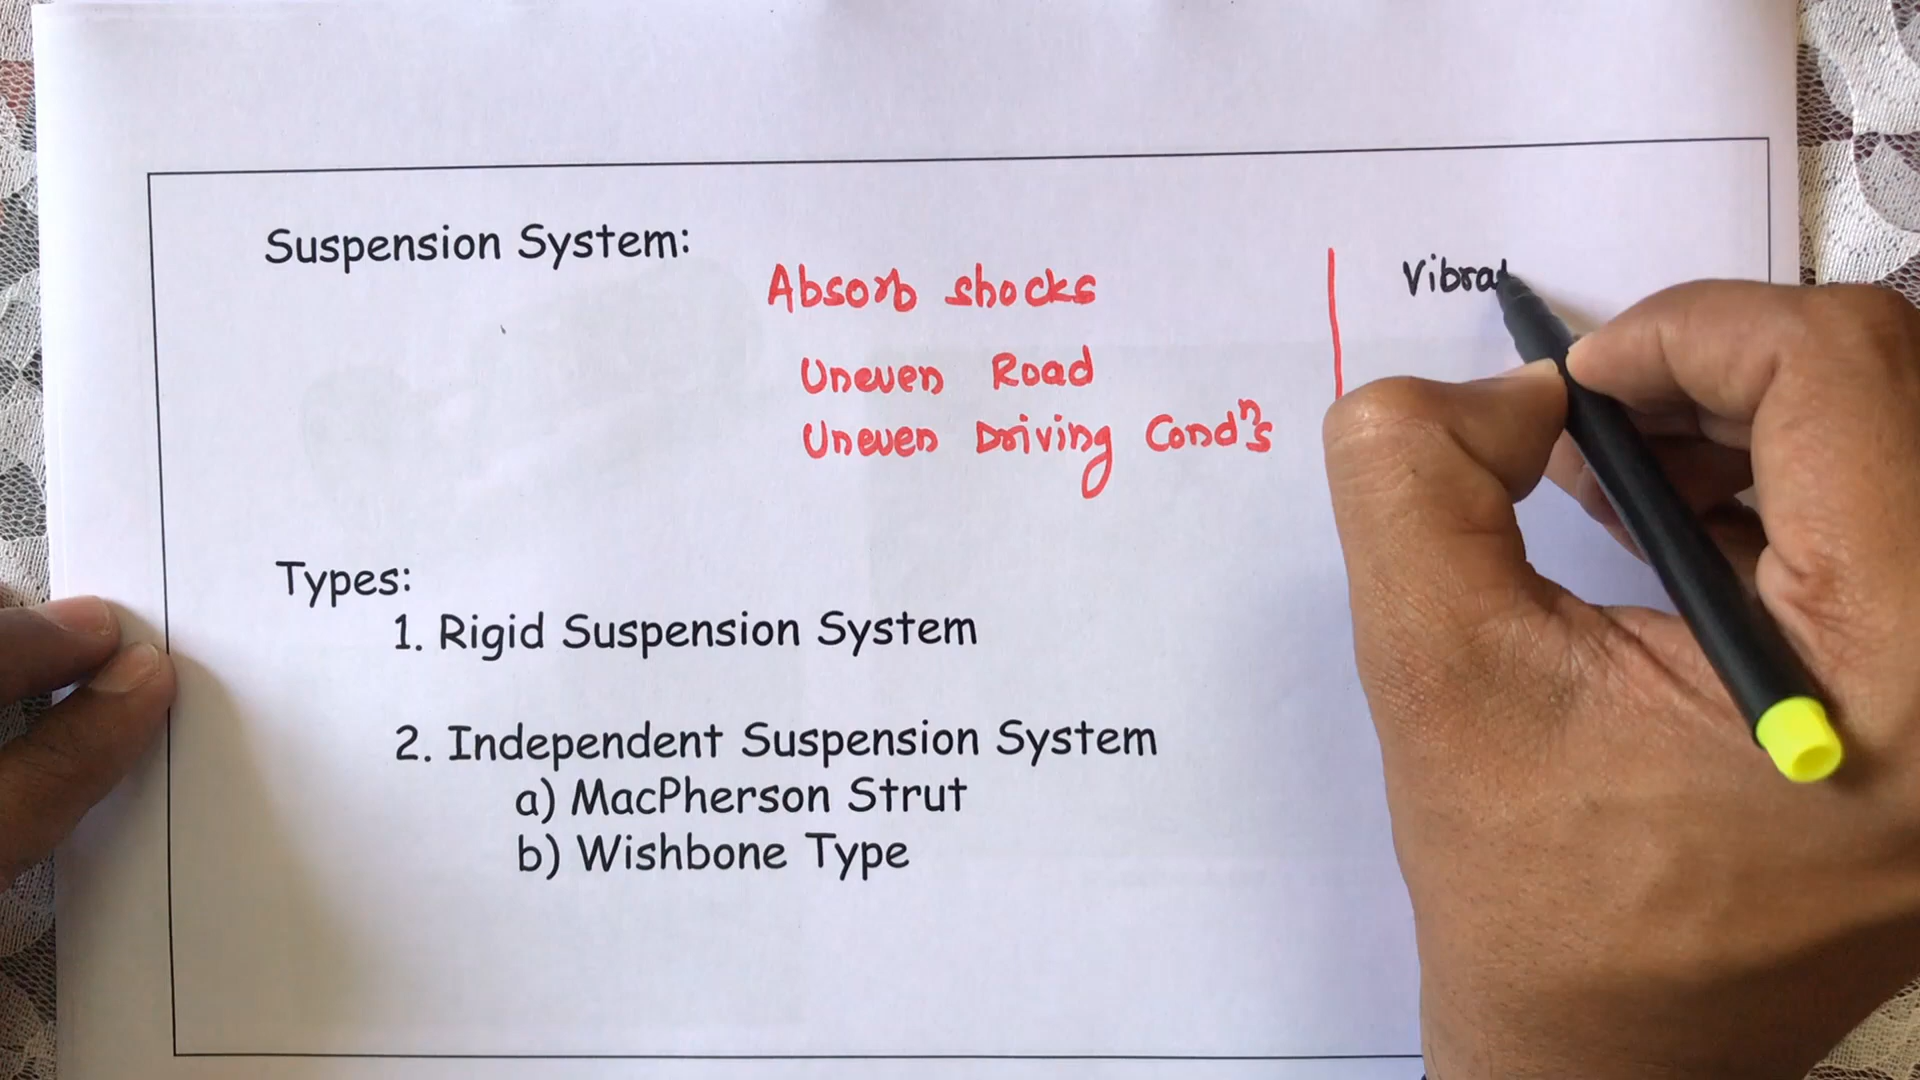 Suspension System:
Absorb shocks
Uneven Road
Uneven Driving Condⁿs
Vibrat
Types:
1. Rigid Suspension System
2. Independent Suspension System
a) MacPherson Strut
b) Wishbone Type